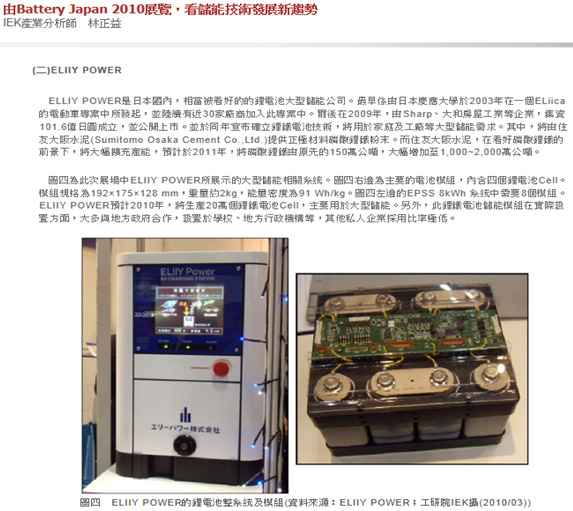 由Battery Japan 2010展覽，看儲能技術發展新趨勢
IEK產業分析師　林正益
(二)ELIIY POWER
ELLIY POWER是日本國內，相當被看好的的鋰電池大型儲能公司。最早係由日本慶應大學於2003年在一個ELiica
的電動車專案中所發起，並陸續有近30家廠商加入此專案中。爾後在2009年，由Sharp、大和房屋工業等企業，集資
101.6億日圓成立，並公開上市。並於同年宣布確立鋰鐵電池技術，將用於家庭及工廠等大型儲能需求。其中，將由住
友大阪水泥(Sumitomo Osaka Cement Co.,Ltd.)提供正極材料磷酸鋰鐵粉末。而住友大阪水泥，在看好磷酸鋰鐵的
前景下，將大幅擴充產能，預計於2011年，將磷酸鋰鐵由原先的150萬公噸，大幅增加至1,000~2,000萬公噸。
圖四為此次展場中ELIIY POWER所展示的大型儲能相關系統。圖四右邊為主要的電池模組，內含四個鋰電池Cell。
模組規格為192×175×128 mm，重量約2kg，能量密度為91 Wh/kg。圖四左邊的EPSS 8kWh 系統中需要8個模組。
ELIIY POWER預計2010年，將生產20萬個鋰鐵電池Cell，主要用於大型儲能。另外，此鋰鐵電池儲能模組在實際設
置方面，大多與地方政府合作，設置於學校、地方行政機構等，其他私人企業採用比率極低。
ELIIY Power
EV CHARGING STATION
エリーパワー株式会社
圖四　ELIIY POWER的鋰電池整系統及模組(資料來源：ELIIY POWER；工研院IEK攝(2010/03))